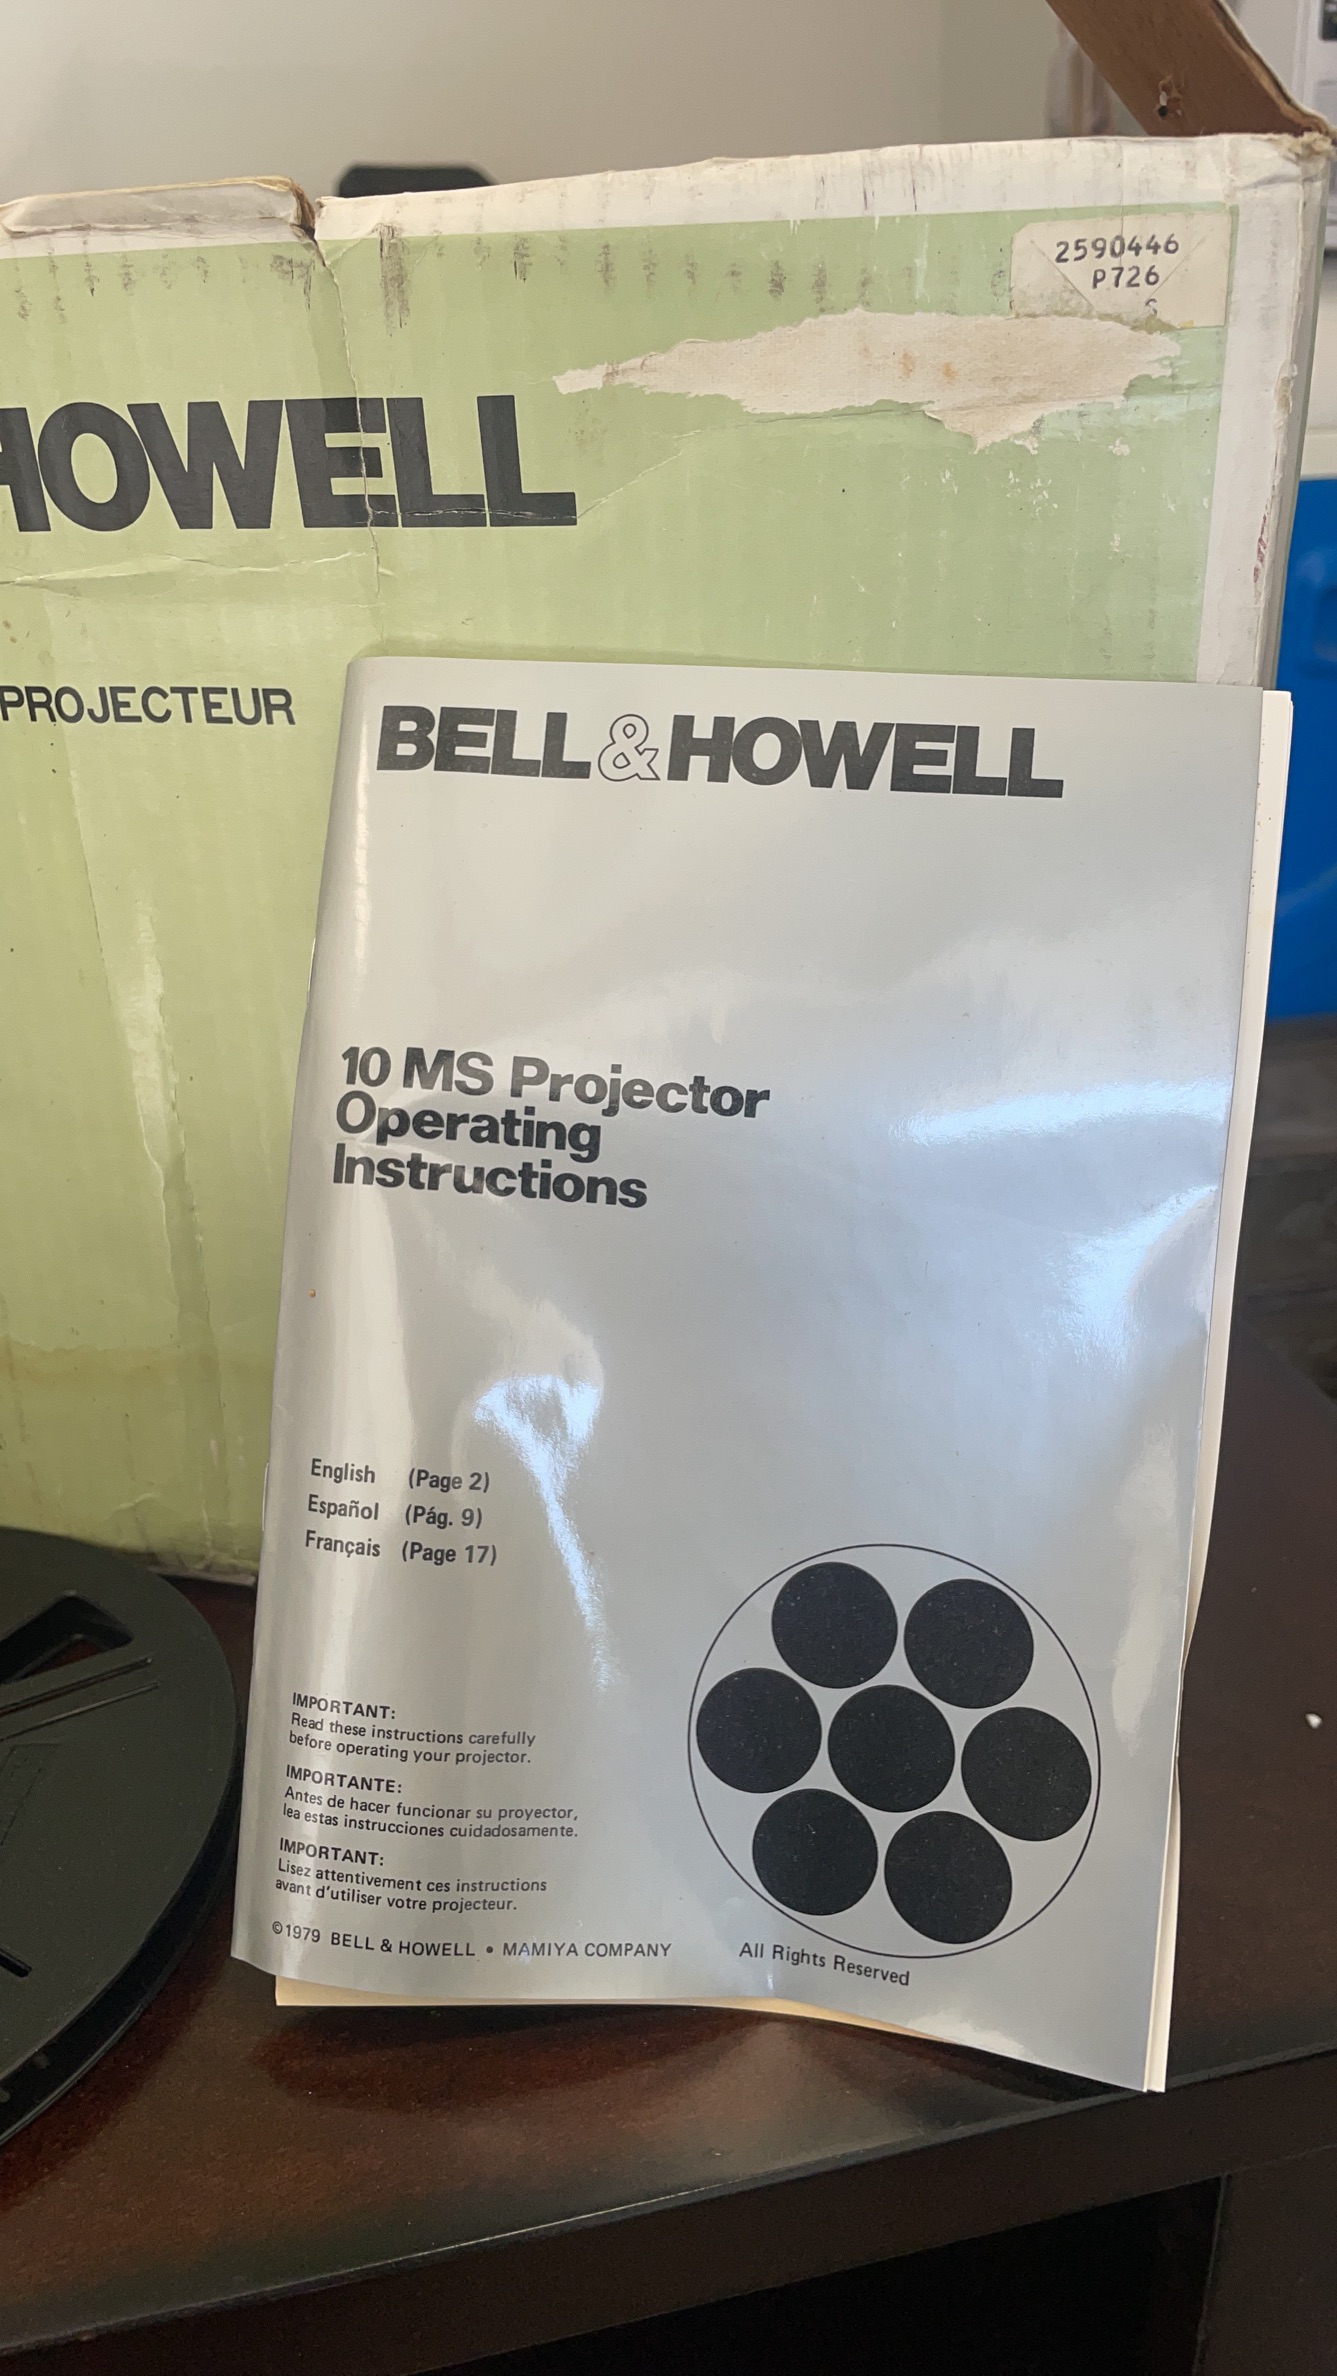 2590446
P726
HOWELL
PROJECTEUR
BELL & HOWELL
10 MS Projector
Operating
Instructions
English (Page 2)
Español (Pág. 9)
Français (Page 17)
IMPORTANT:
Read these instructions carefully
before operating your projector.
IMPORTANTE:
Antes de hacer funcionar su proyector,
lea estas instrucciones cuidadosamente.
IMPORTANT:
Lisez attentivement ces instructions
avant d'utiliser votre projecteur.
©1979 BELL & HOWELL • MAMIYA COMPANY All Rights Reserved